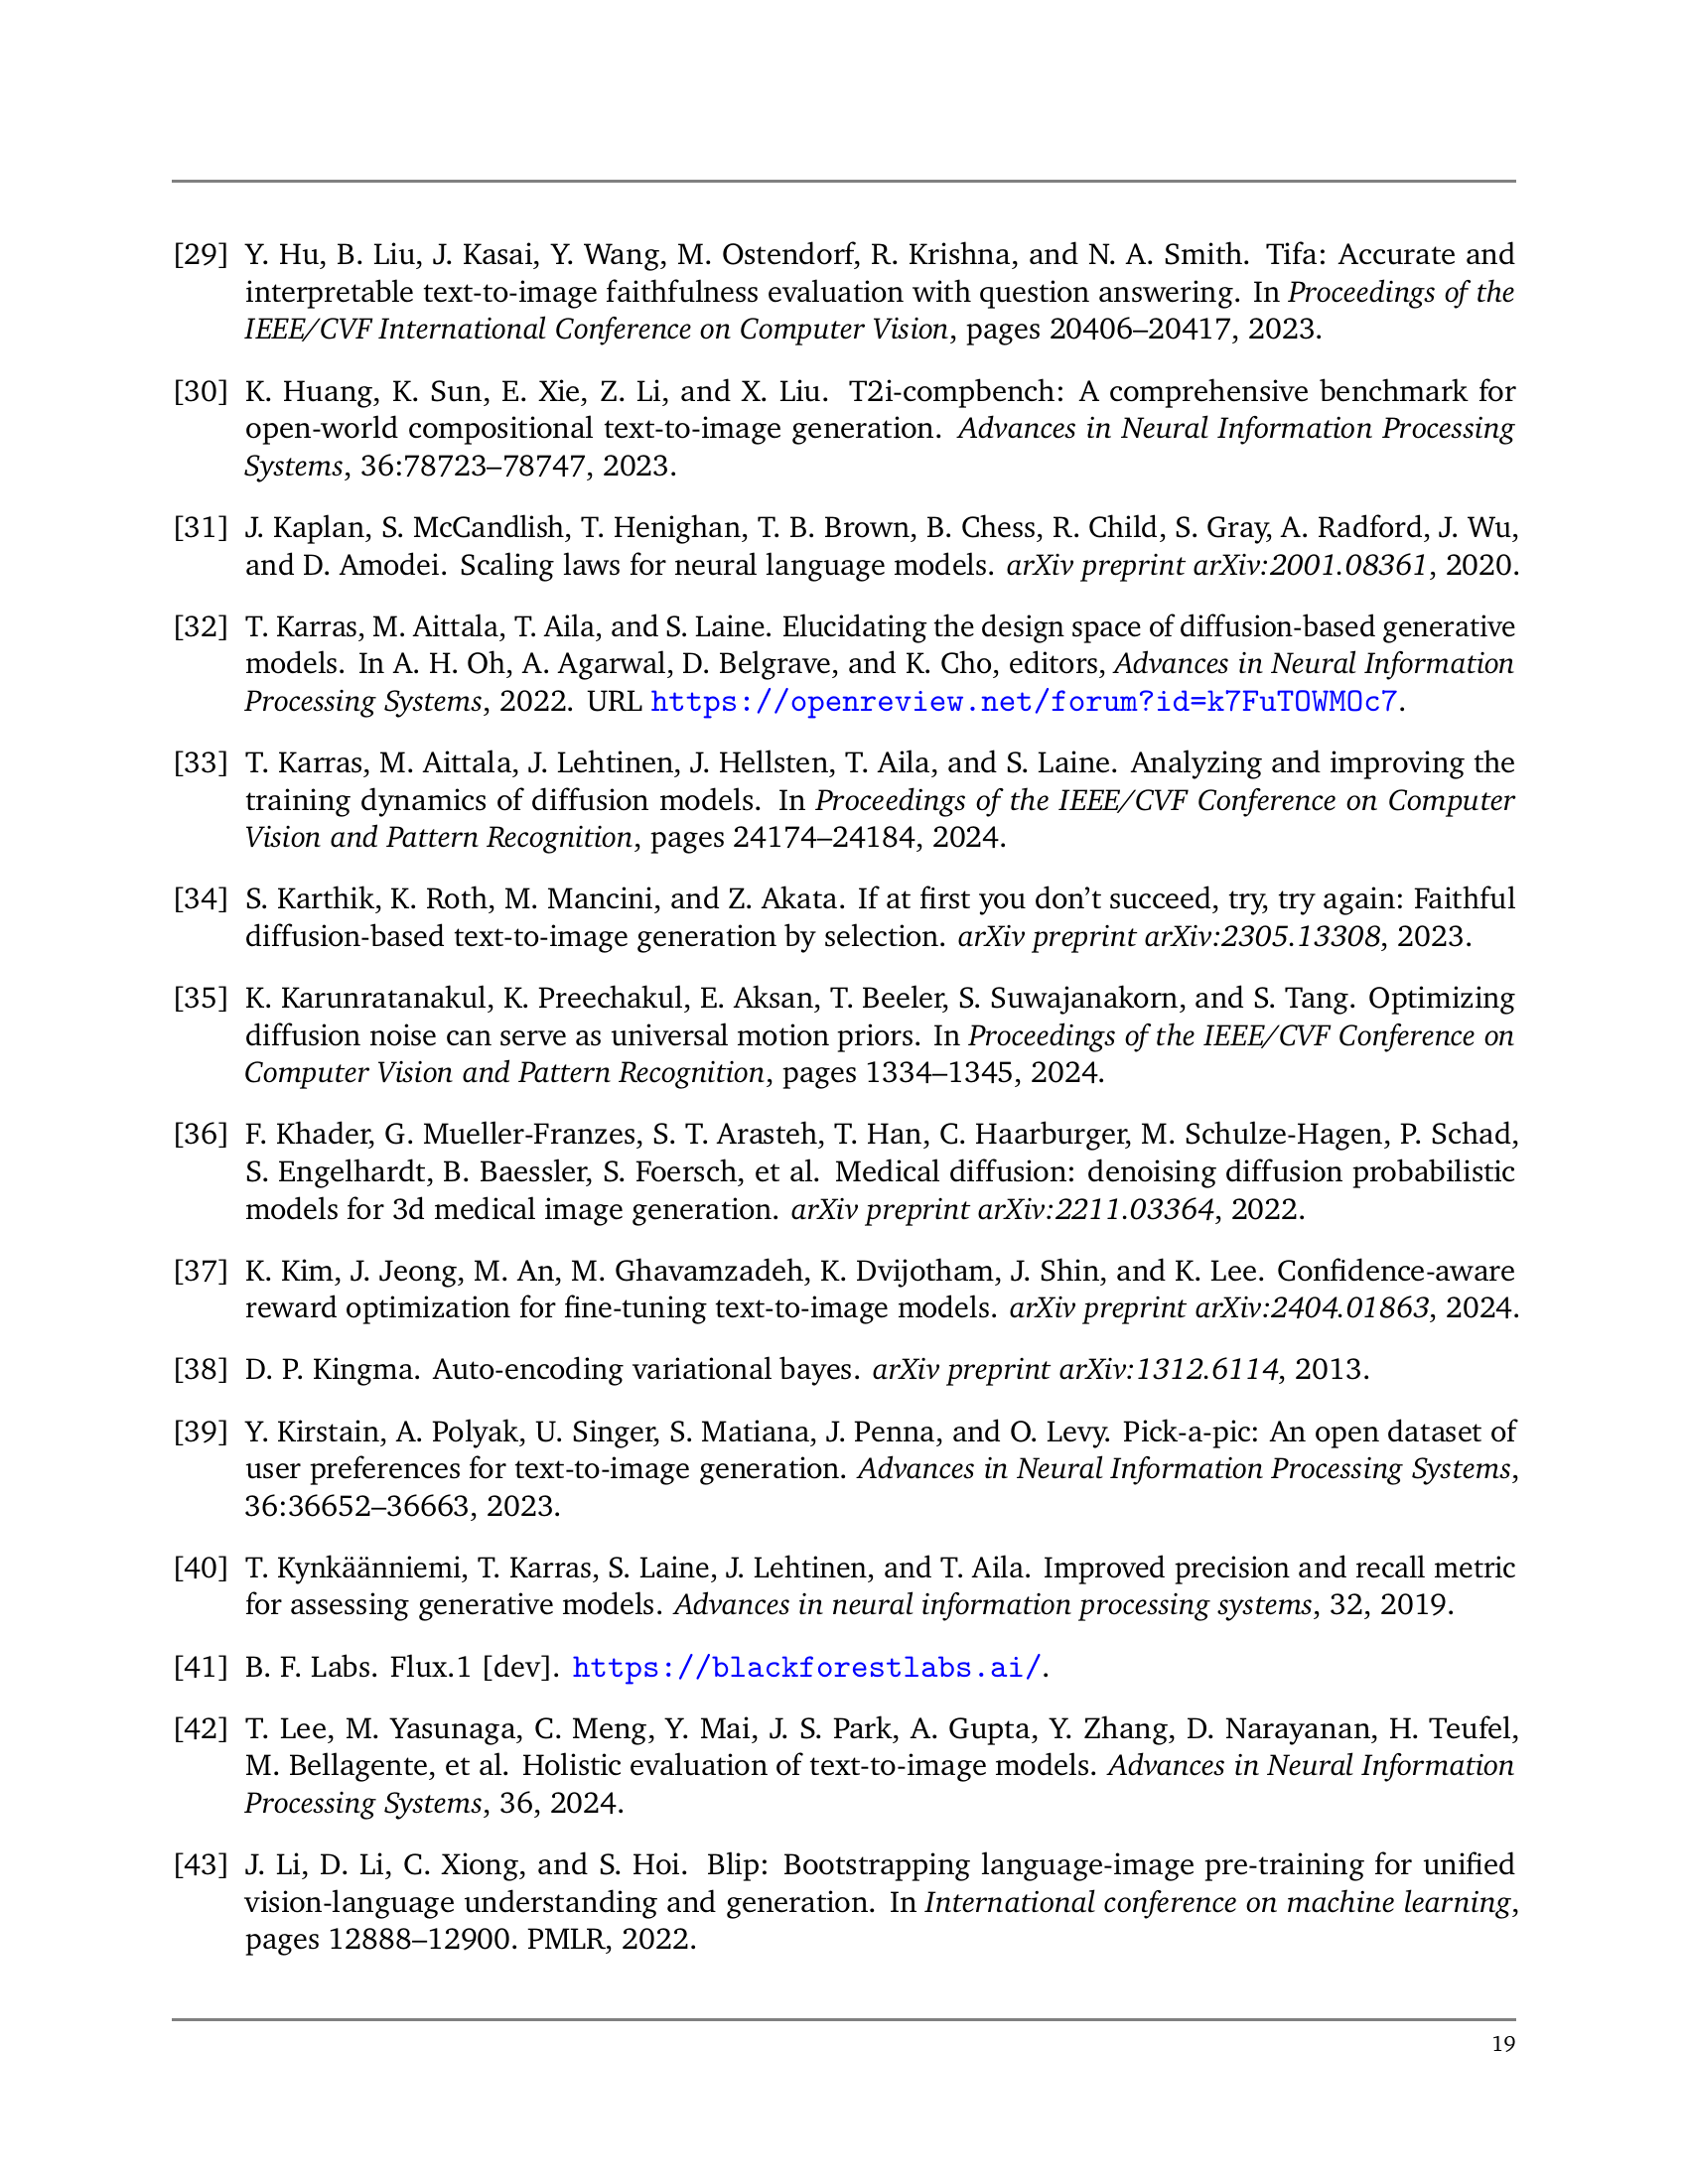 [29] Y. Hu, B. Liu, J. Kasai, Y. Wang, M. Ostendorf, R. Krishna, and N. A. Smith. Tifa: Accurate and
interpretable text-to-image faithfulness evaluation with question answering. In Proceedings of the
IEEE/CVF International Conference on Computer Vision, pages 20406–20417, 2023.
[30] K. Huang, K. Sun, E. Xie, Z. Li, and X. Liu. T2i-compbench: A comprehensive benchmark for
open-world compositional text-to-image generation. Advances in Neural Information Processing
Systems, 36:78723–78747, 2023.
[31] J. Kaplan, S. McCandlish, T. Henighan, T. B. Brown, B. Chess, R. Child, S. Gray, A. Radford, J. Wu,
and D. Amodei. Scaling laws for neural language models. arXiv preprint arXiv:2001.08361, 2020.
[32] T. Karras, M. Aittala, T. Aila, and S. Laine. Elucidating the design space of diffusion-based generative
models. In A. H. Oh, A. Agarwal, D. Belgrave, and K. Cho, editors, Advances in Neural Information
Processing Systems, 2022. URL https://openreview.net/forum?id=k7FuTOWMOc7.
[33] T. Karras, M. Aittala, J. Lehtinen, J. Hellsten, T. Aila, and S. Laine. Analyzing and improving the
training dynamics of diffusion models. In Proceedings of the IEEE/CVF Conference on Computer
Vision and Pattern Recognition, pages 24174–24184, 2024.
[34] S. Karthik, K. Roth, M. Mancini, and Z. Akata. If at first you don’t succeed, try, try again: Faithful
diffusion-based text-to-image generation by selection. arXiv preprint arXiv:2305.13308, 2023.
[35] K. Karunratanakul, K. Preechakul, E. Aksan, T. Beeler, S. Suwajanakorn, and S. Tang. Optimizing
diffusion noise can serve as universal motion priors. In Proceedings of the IEEE/CVF Conference on
Computer Vision and Pattern Recognition, pages 1334–1345, 2024.
[36] F. Khader, G. Mueller-Franzes, S. T. Arasteh, T. Han, C. Haarburger, M. Schulze-Hagen, P. Schad,
S. Engelhardt, B. Baessler, S. Foersch, et al. Medical diffusion: denoising diffusion probabilistic
models for 3d medical image generation. arXiv preprint arXiv:2211.03364, 2022.
[37] K. Kim, J. Jeong, M. An, M. Ghavamzadeh, K. Dvijotham, J. Shin, and K. Lee. Confidence-aware
reward optimization for fine-tuning text-to-image models. arXiv preprint arXiv:2404.01863, 2024.
[38] D. P. Kingma. Auto-encoding variational bayes. arXiv preprint arXiv:1312.6114, 2013.
[39] Y. Kirstain, A. Polyak, U. Singer, S. Matiana, J. Penna, and O. Levy. Pick-a-pic: An open dataset of
user preferences for text-to-image generation. Advances in Neural Information Processing Systems,
36:36652–36663, 2023.
[40] T. Kynkäänniemi, T. Karras, S. Laine, J. Lehtinen, and T. Aila. Improved precision and recall metric
for assessing generative models. Advances in neural information processing systems, 32, 2019.
[41] B. F. Labs. Flux.1 [dev]. https://blackforestlabs.ai/.
[42] T. Lee, M. Yasunaga, C. Meng, Y. Mai, J. S. Park, A. Gupta, Y. Zhang, D. Narayanan, H. Teufel,
M. Bellagente, et al. Holistic evaluation of text-to-image models. Advances in Neural Information
Processing Systems, 36, 2024.
[43] J. Li, D. Li, C. Xiong, and S. Hoi. Blip: Bootstrapping language-image pre-training for unified
vision-language understanding and generation. In International conference on machine learning,
pages 12888–12900. PMLR, 2022.
19